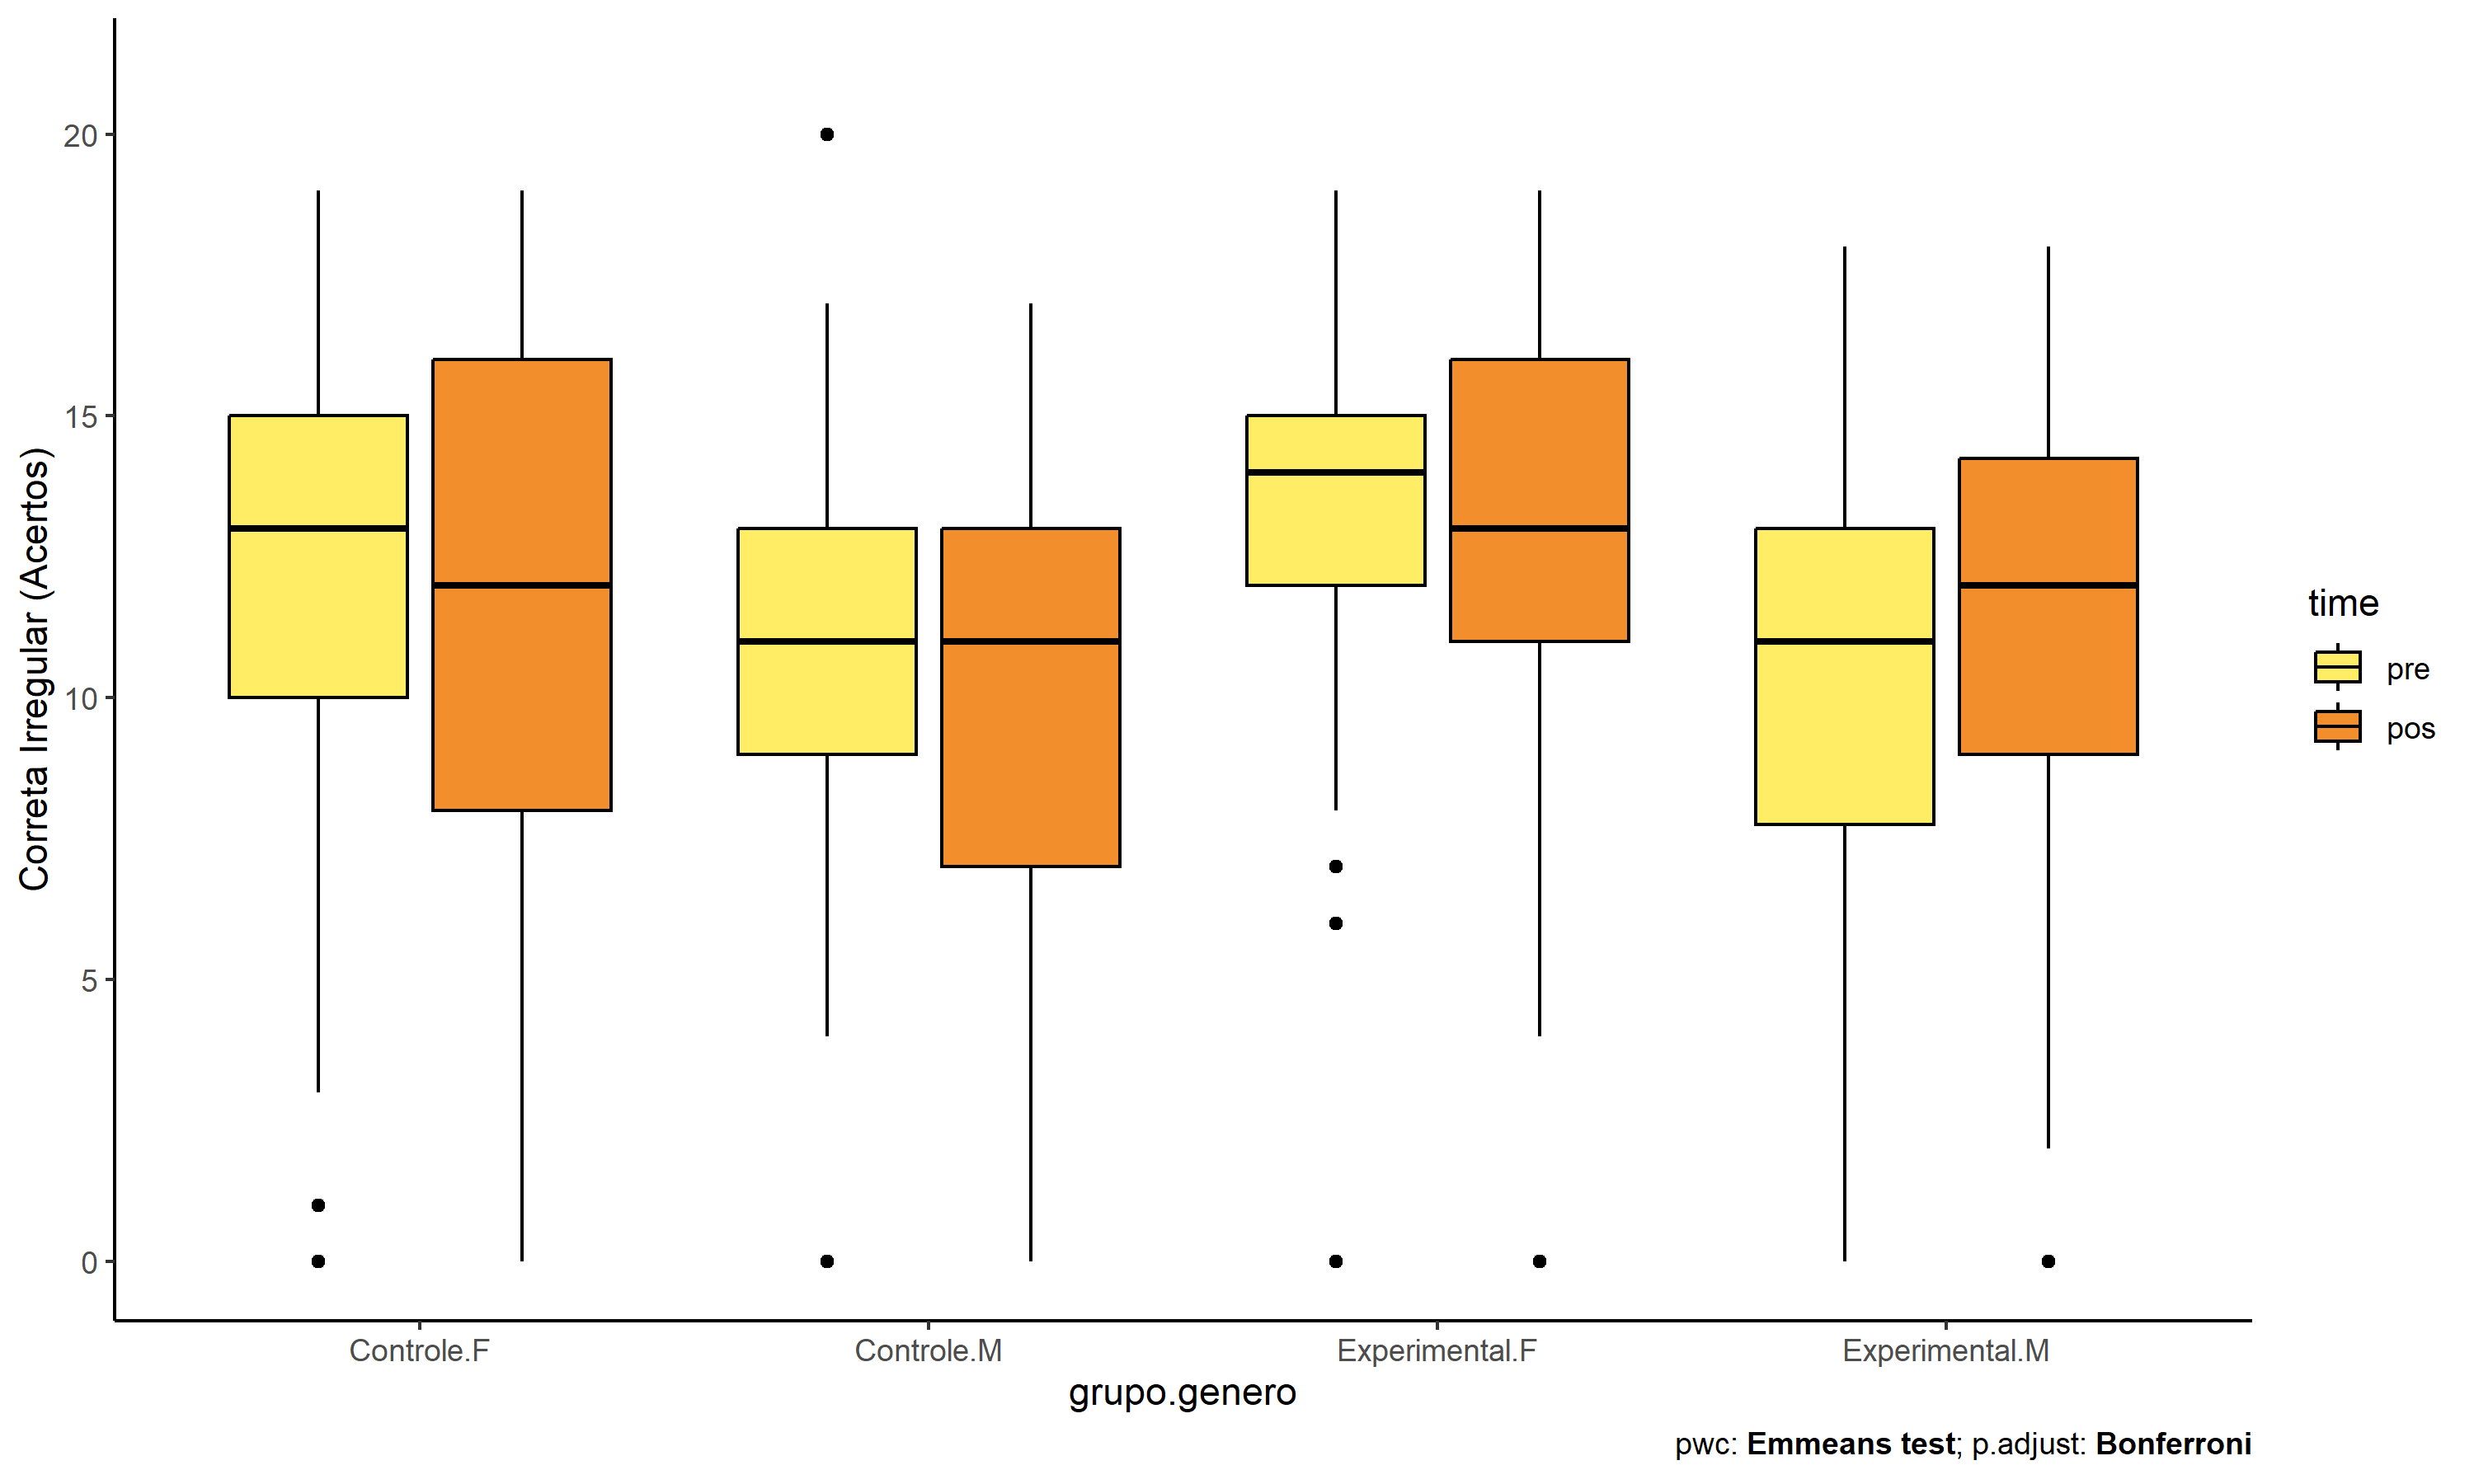 Correta Irregular (Acertos)
20
15
10
5
0
Controle.F
Controle.M
Experimental.F
Experimental.M
grupo.genero
time
pre
pos
pwc: Emmeans test; p.adjust: Bonferroni